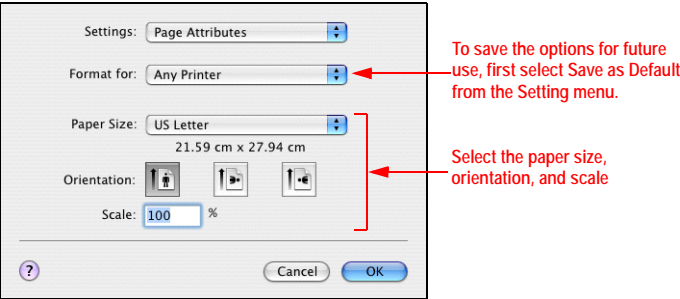 Settings: Page Attributes
Format for: Any Printer
To save the options for future
use, first select Save as Default
from the Setting menu.
Paper Size: US Letter
21.59 cm x 27.94 cm
Orientation:
Select the paper size,
orientation, and scale
Scale: 100 %
? Cancel OK